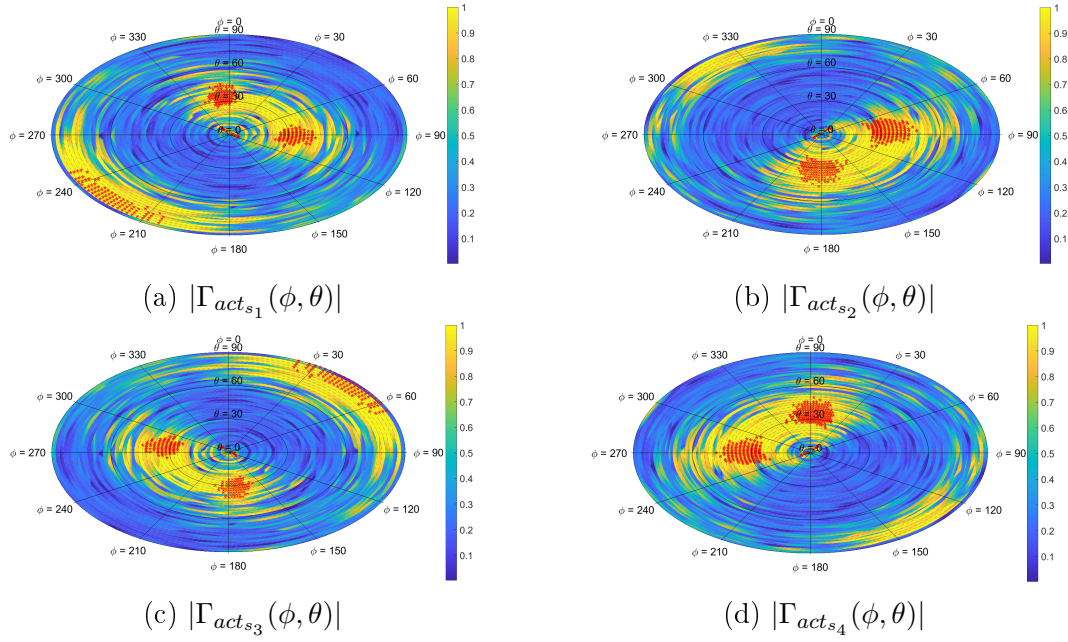 φ = 0
θ = 90
φ = 330
φ = 30
φ = 300
θ = 60
φ = 60
θ = 30
φ = 270
θ = 0
φ = 90
φ = 240
φ = 120
φ = 210
φ = 150
φ = 180
1
0.9
0.8
0.7
0.6
0.5
0.4
0.3
0.2
0.1
(a) |Γ_{act_{s_1}}(φ, θ)|
φ = 0
θ = 90
φ = 330
φ = 30
φ = 300
θ = 60
φ = 60
θ = 30
φ = 270
θ = 0
φ = 90
φ = 240
φ = 120
φ = 210
φ = 150
φ = 180
1
0.9
0.8
0.7
0.6
0.5
0.4
0.3
0.2
0.1
(b) |Γ_{act_{s_2}}(φ, θ)|
φ = 0
θ = 90
φ = 330
φ = 30
φ = 300
θ = 60
φ = 60
θ = 30
φ = 270
θ = 0
φ = 90
φ = 240
φ = 120
φ = 210
φ = 150
φ = 180
1
0.9
0.8
0.7
0.6
0.5
0.4
0.3
0.2
0.1
(c) |Γ_{act_{s_3}}(φ, θ)|
φ = 0
θ = 90
φ = 330
φ = 30
φ = 300
θ = 60
φ = 60
θ = 30
φ = 270
θ = 0
φ = 90
φ = 240
φ = 120
φ = 210
φ = 150
φ = 180
1
0.9
0.8
0.7
0.6
0.5
0.4
0.3
0.2
0.1
(d) |Γ_{act_{s_4}}(φ, θ)|